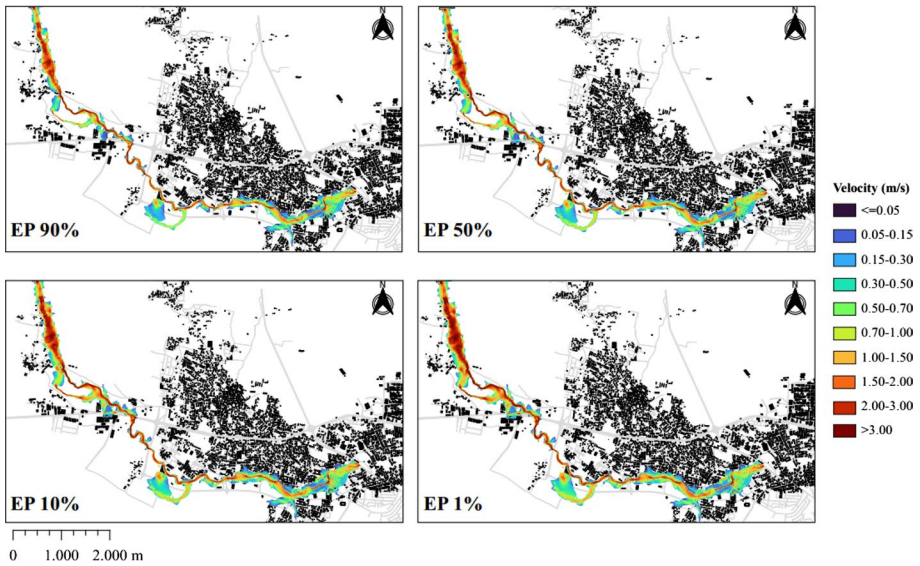 N
N
EP 90%
EP 50%
Velocity (m/s)
<=0.05
0.05-0.15
0.15-0.30
0.30-0.50
0.50-0.70
0.70-1.00
1.00-1.50
1.50-2.00
2.00-3.00
>3.00
N
N
EP 10%
EP 1%
0 1.000 2.000 m